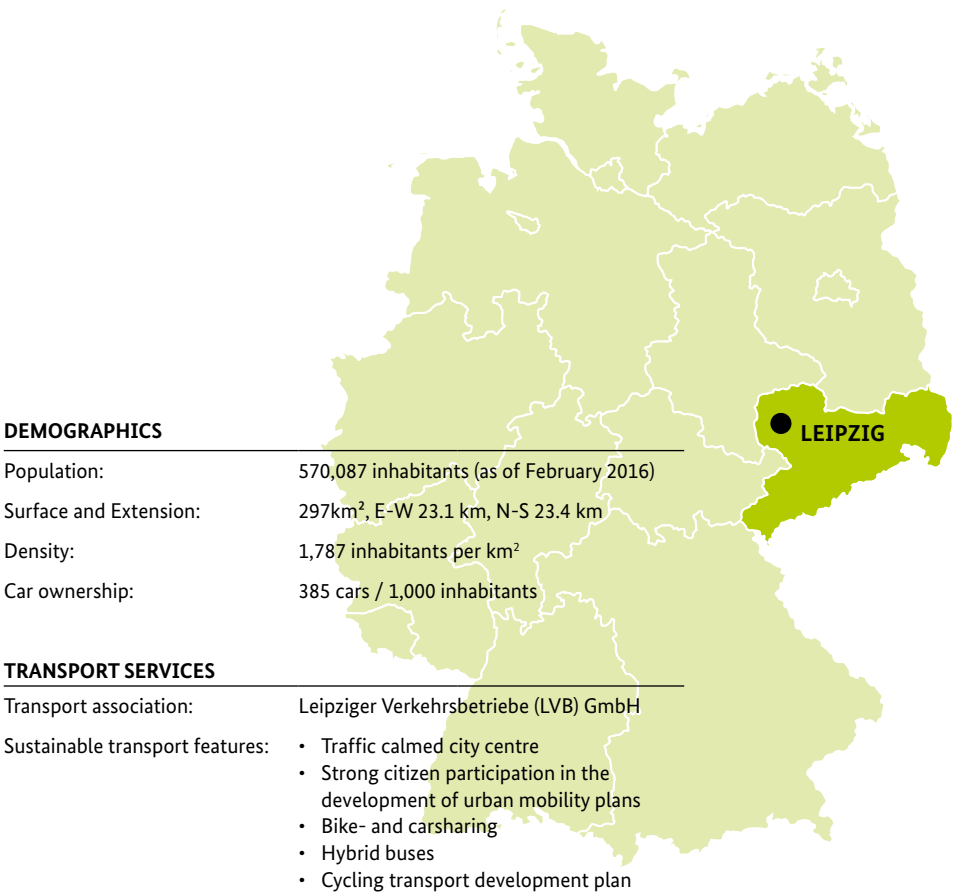 LEIPZIG
DEMOGRAPHICS
Population: 570,087 inhabitants (as of February 2016)
Surface and Extension: 297km², E-W 23.1 km, N-S 23.4 km
Density: 1,787 inhabitants per km²
Car ownership: 385 cars / 1,000 inhabitants
TRANSPORT SERVICES
Transport association: Leipziger Verkehrsbetriebe (LVB) GmbH
Sustainable transport features: • Traffic calmed city centre
• Strong citizen participation in the
development of urban mobility plans
• Bike- and carsharing
• Hybrid buses
• Cycling transport development plan